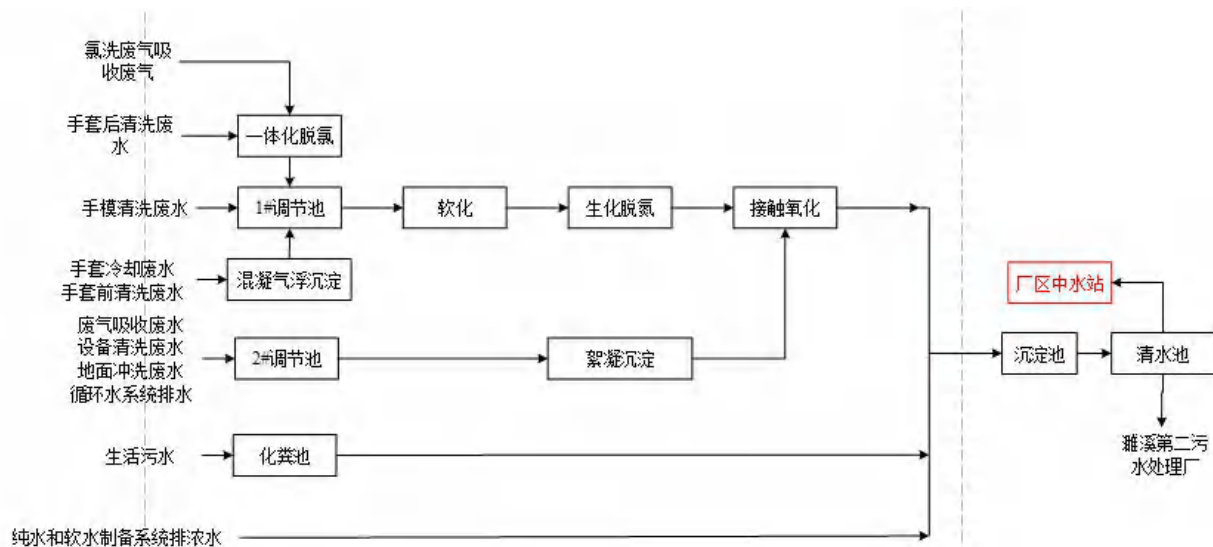 氯洗废气吸
收废气
手套后清洗废
水
一体化脱氯
手模清洗废水
1#调节池
软化
生化脱氮
接触氧化
手套冷却废水
手套前清洗废水
混凝气浮沉淀
厂区中水站
废气吸收废水
设备清洗废水
地面冲洗废水
循环水系统排水
2#调节池
絮凝沉淀
沉淀池
清水池
生活污水
化粪池
濉溪第二污
水处理厂
纯水和软水制备系统排浓水